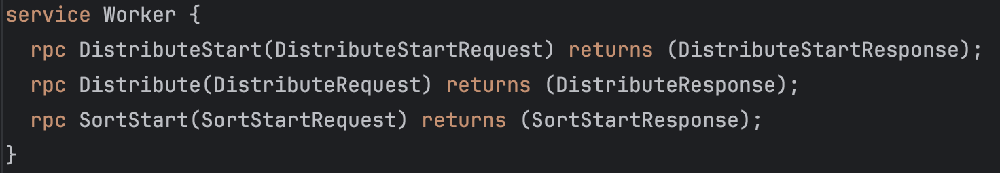 service Worker {
  rpc DistributeStart(DistributeStartRequest) returns (DistributeStartResponse);
  rpc Distribute(DistributeRequest) returns (DistributeResponse);
  rpc SortStart(SortStartRequest) returns (SortStartResponse);
}